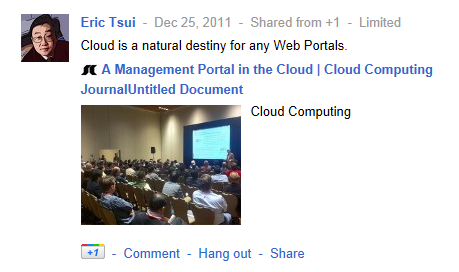 Eric Tsui - Dec 25, 2011 - Shared from +1 - Limited
Cloud is a natural destiny for any Web Portals.
A Management Portal in the Cloud | Cloud Computing
JournalUntitled Document
Cloud Computing
+1 - Comment - Hang out - Share